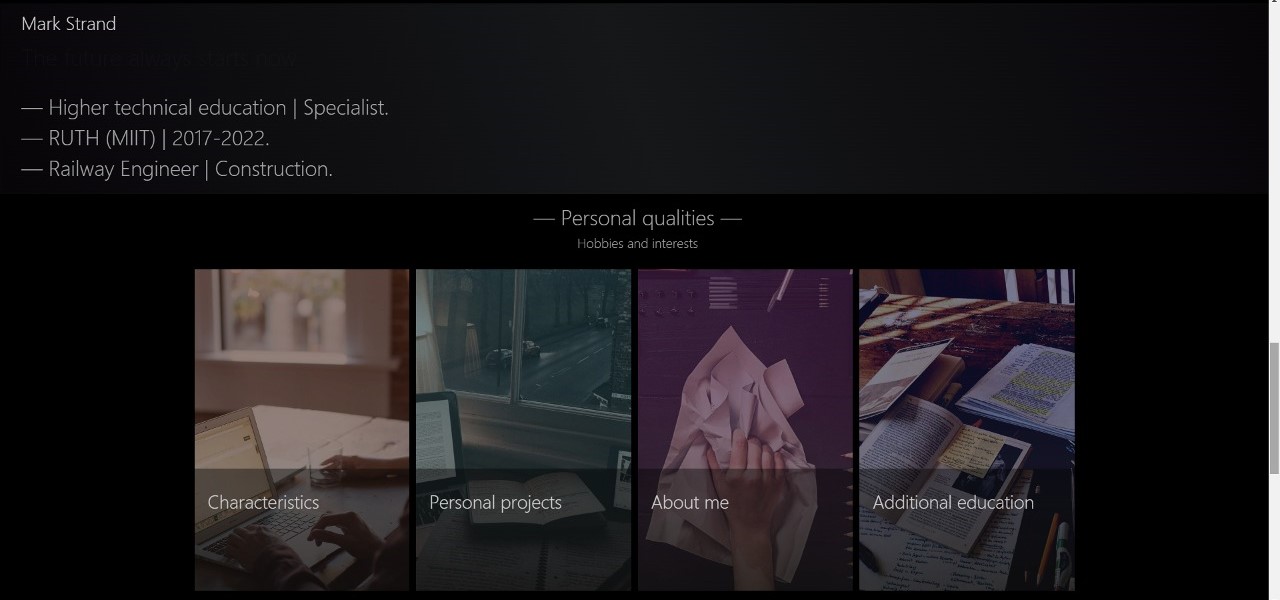 Mark Strand
The future always starts now
— Higher technical education | Specialist.
— RUTH (MIIT) | 2017-2022.
— Railway Engineer | Construction.
— Personal qualities —
Hobbies and interests
Characteristics
Personal projects
About me
Additional education